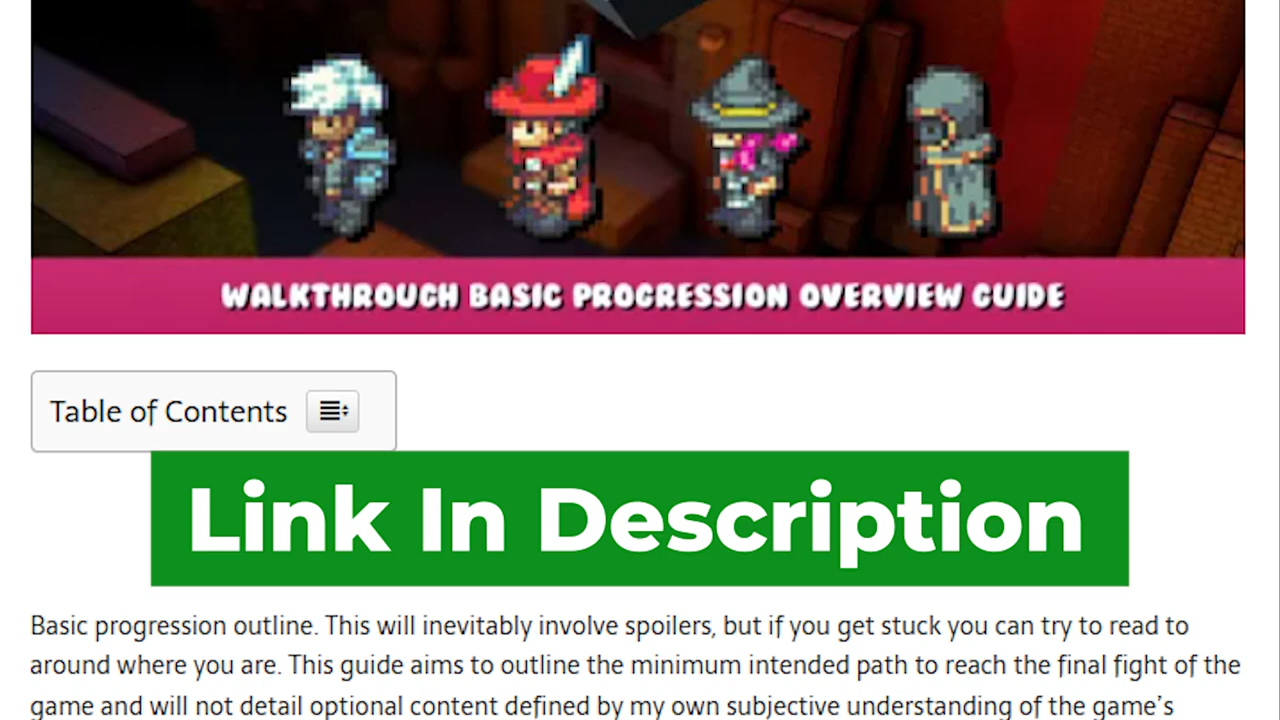 WALKTHROUGH BASIC PROGRESSION OVERVIEW GUIDE
Table of Contents
Link In Description
Basic progression outline. This will inevitably involve spoilers, but if you get stuck you can try to read to
around where you are. This guide aims to outline the minimum intended path to reach the final fight of the
game and will not detail optional content defined by my own subjective understanding of the game’s